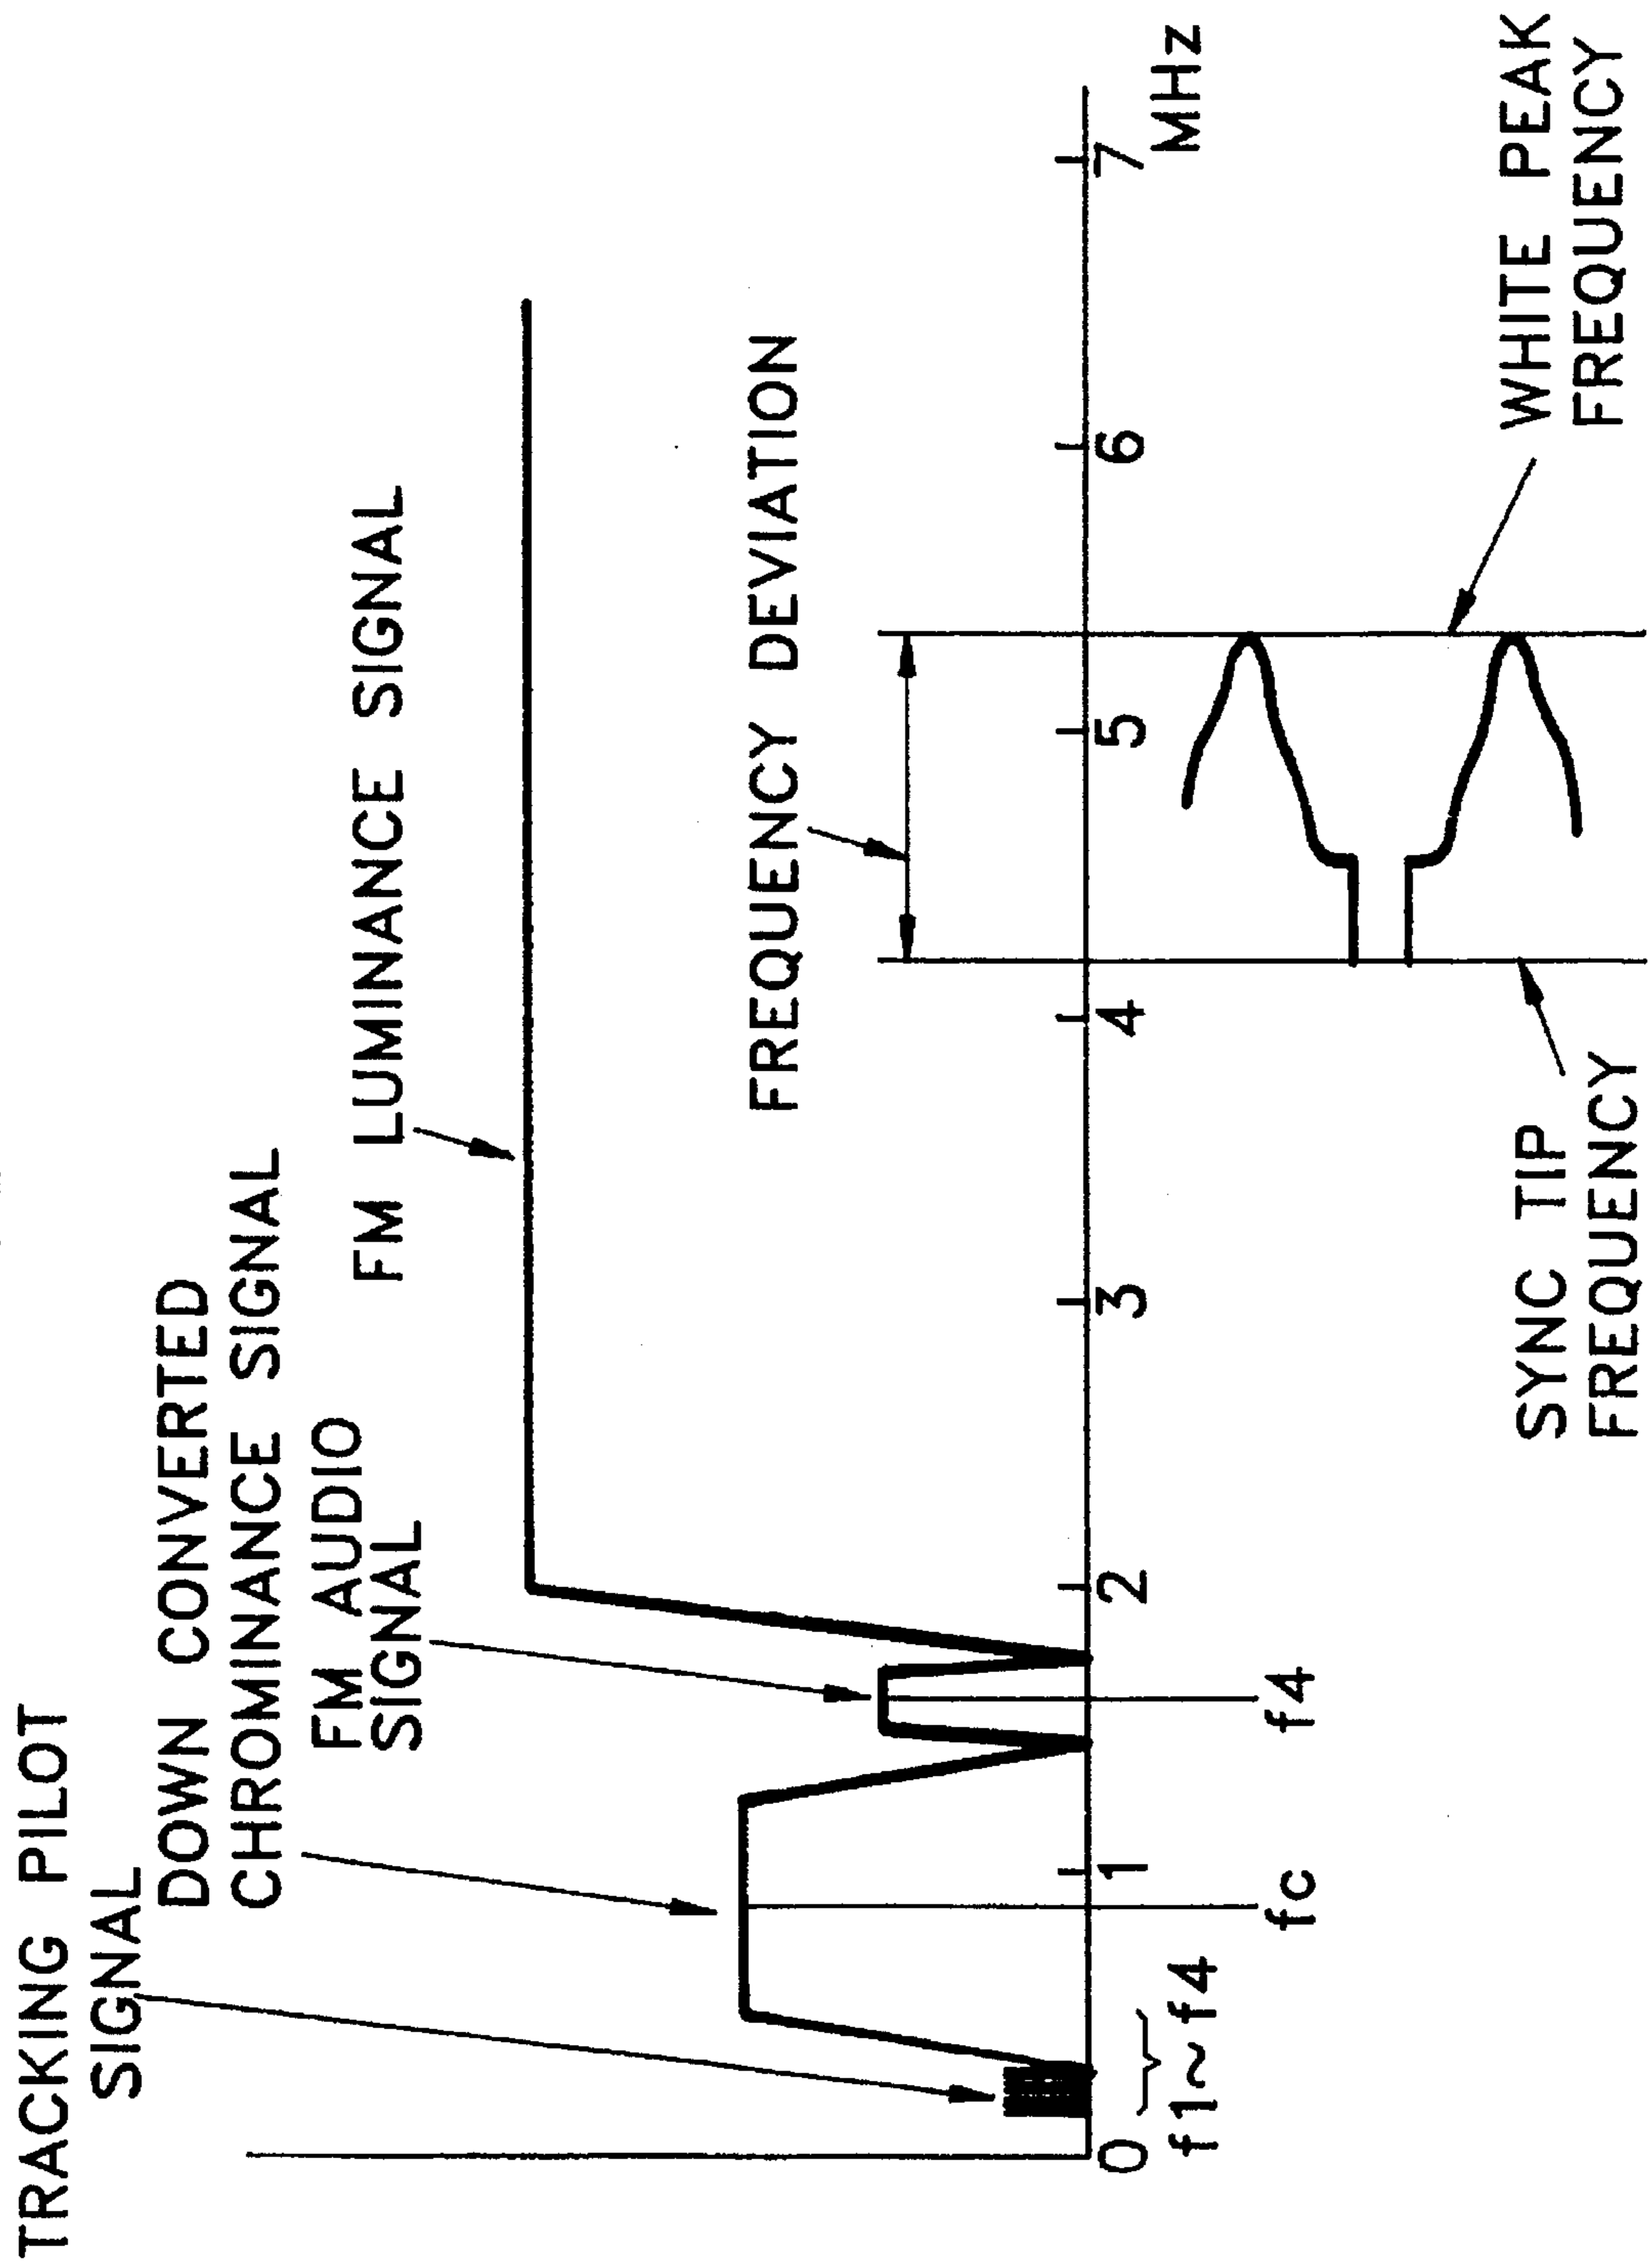 TRACKING PILOT
SIGNAL
DOWN CONVERTED
CHROMINANCE SIGNAL
FM AUDIO
SIGNAL
FM LUMINANCE SIGNAL
FREQUENCY DEVIATION
0
1
2
3
4
5
6
7
MHz
f1~f4
fc
f4
SYNC TIP
FREQUENCY
WHITE PEAK
FREQUENCY